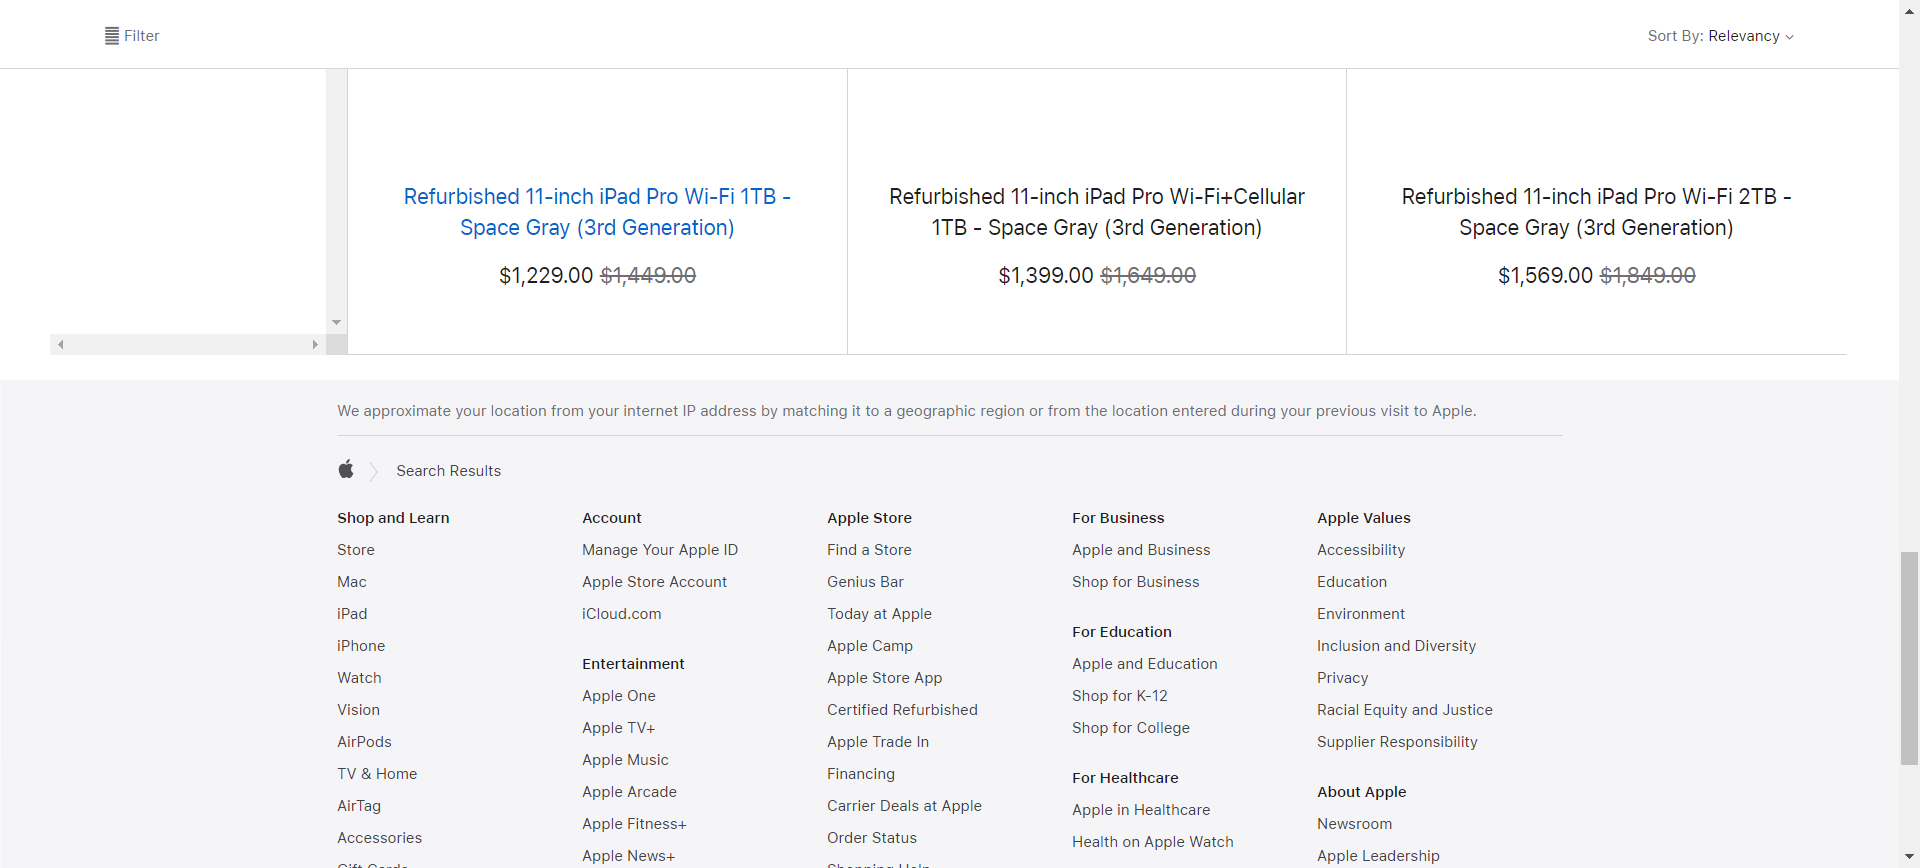 Filter
Sort By: Relevancy
Refurbished 11-inch iPad Pro Wi-Fi 1TB -
Space Gray (3rd Generation)
$1,229.00 $1,449.00
Refurbished 11-inch iPad Pro Wi-Fi+Cellular
1TB - Space Gray (3rd Generation)
$1,399.00 $1,649.00
Refurbished 11-inch iPad Pro Wi-Fi 2TB -
Space Gray (3rd Generation)
$1,569.00 $1,849.00
We approximate your location from your internet IP address by matching it to a geographic region or from the location entered during your previous visit to Apple.
Search Results
Shop and Learn
Store
Mac
iPad
iPhone
Watch
Vision
AirPods
TV & Home
AirTag
Accessories
Gift Cards
Account
Manage Your Apple ID
Apple Store Account
iCloud.com
Entertainment
Apple One
Apple TV+
Apple Music
Apple Arcade
Apple Fitness+
Apple News+
Apple Store
Find a Store
Genius Bar
Today at Apple
Apple Camp
Apple Store App
Certified Refurbished
Apple Trade In
Financing
Carrier Deals at Apple
Order Status
Shopping Help
For Business
Apple and Business
Shop for Business
For Education
Apple and Education
Shop for K-12
Shop for College
For Healthcare
Apple in Healthcare
Health on Apple Watch
Apple Values
Accessibility
Education
Environment
Inclusion and Diversity
Privacy
Racial Equity and Justice
Supplier Responsibility
About Apple
Newsroom
Apple Leadership